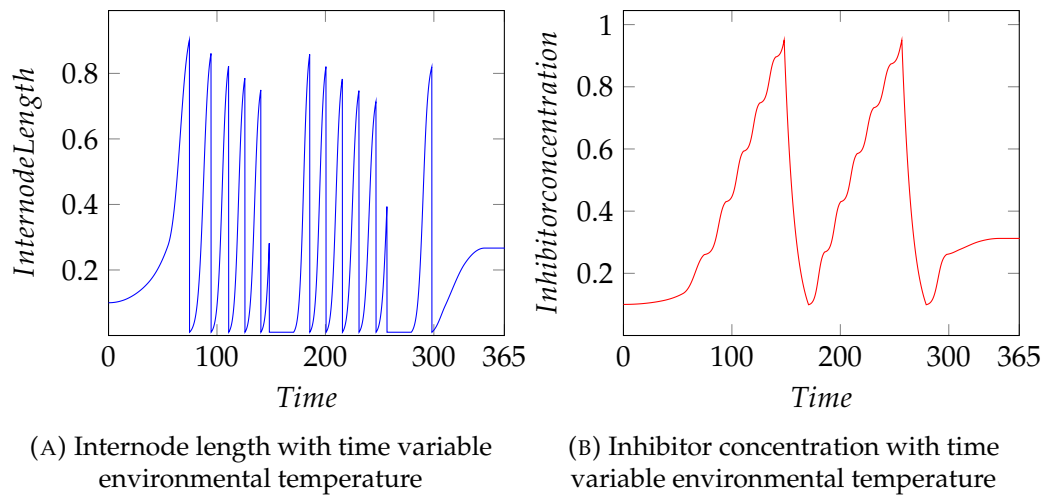 InternodeLength
0.8
0.6
0.4
0.2
0 100 200 300 365
Time
(A) Internode length with time variable
environmental temperature
Inhibitorconcentration
1
0.8
0.6
0.4
0.2
0 100 200 300 365
Time
(B) Inhibitor concentration with time
variable environmental temperature